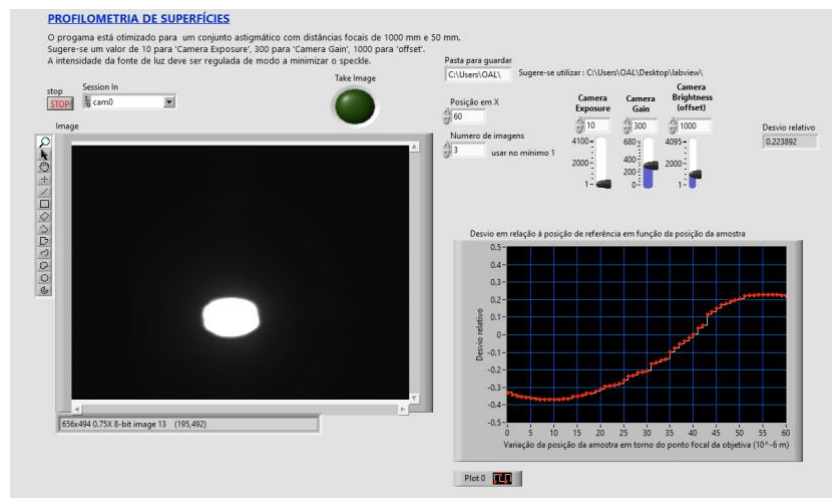 PROFILOMETRIA DE SUPERFÍCIES
O progama está otimizado para um conjunto astigmático com distâncias focais de 1000 mm e 50 mm.
Sugere-se um valor de 10 para 'Camera Exposure', 300 para 'Camera Gain', 1000 para 'offset'.
A intensidade da fonte de luz deve ser regulada de modo a minimizar o speckle.
stop
STOP
Session In
cam0
Take Image
Pasta para guardar
C:\Users\OAL\
Sugere-se utilizar : C:\Users\OAL\Desktop\labview\
Posição em X
60
Numero de imagens
3
usar no mínimo 1
Camera Exposure
10
4100-
2000-
1-
Camera Gain
300
680-
400-
200-
0-
Camera Brightness (offset)
1000
4095-
2000-
1-
Desvio relativo
0.223892
Image
656x494 0.75X 8-bit image 13 (195,492)
Desvio em relação à posição de referência em função da posição da amostra
Desvio relativo
0.5-
0.4-
0.3-
0.2-
0.1-
0-
-0.1-
-0.2-
-0.3-
-0.4-
-0.5-
0 5 10 15 20 25 30 35 40 45 50 55 60
Variação da posição da amostra em torno do ponto focal da objetiva (10^-6 m)
Plot 0